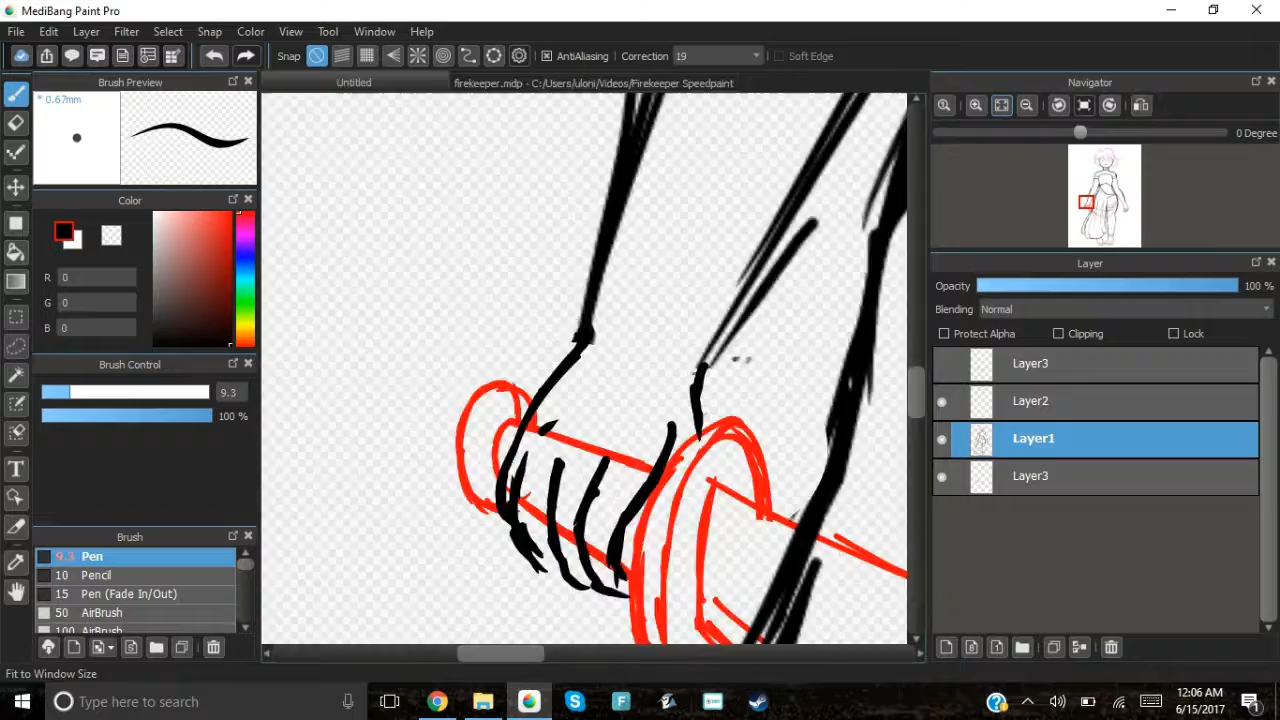 MediBang Paint Pro
File Edit Layer Filter Select Snap Color View Tool Window Help
Snap AntiAliasing Correction 19 Soft Edge
Brush Preview
Untitled
firekeeper.mdp - C:/Users/uloni/Videos/Firekeeper Speedpaint
Navigator
* 0.67mm
0 Degree
Color
R 0
G 0
B 0
Brush Control
9.3
100 %
Layer
Opacity 100 %
Blending Normal
Protect Alpha Clipping Lock
Layer3
Layer2
Layer1
Layer3
Brush
9.3 Pen
10 Pencil
15 Pen (Fade In/Out)
50 AirBrush
100 AirBrush
Fit to Window Size
Type here to search
12:06 AM
6/15/2017